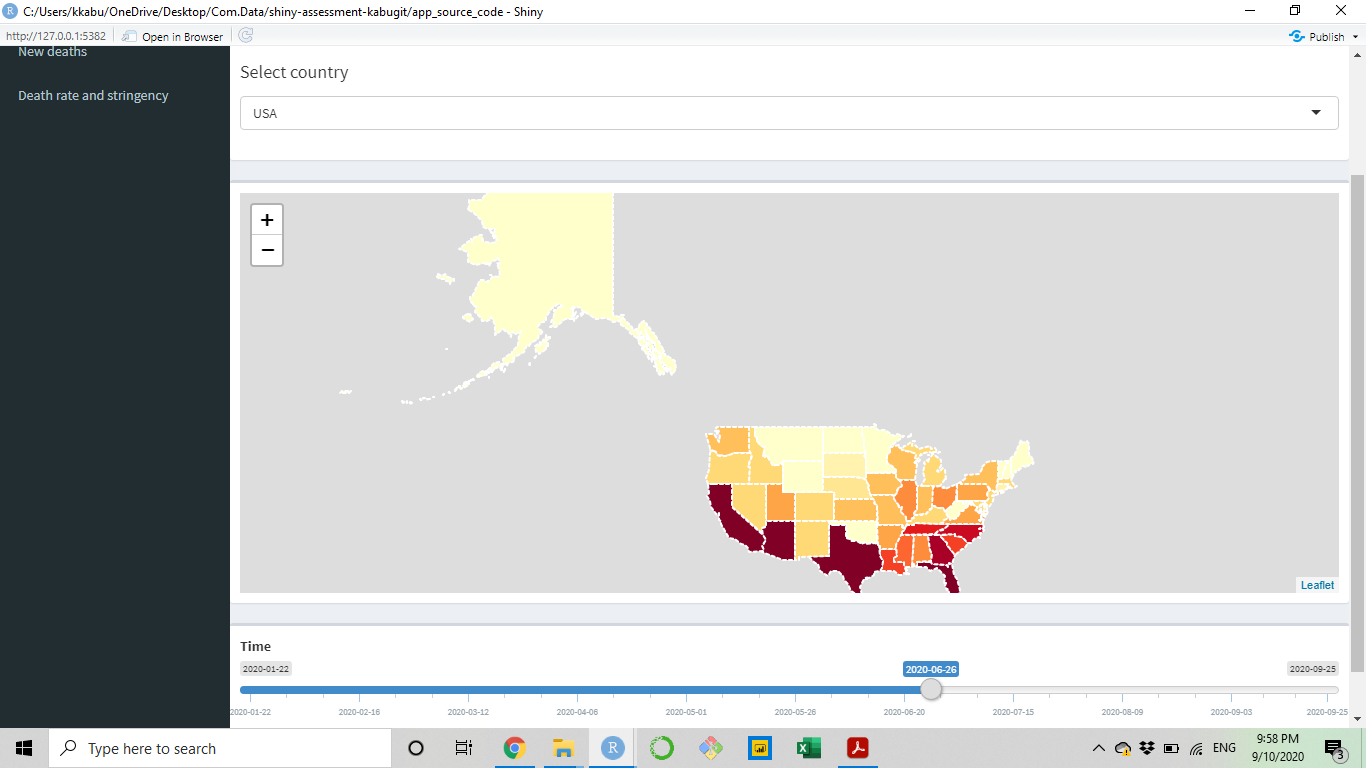 C:/Users/kkabu/OneDrive/Desktop/Com.Data/shiny-assessment-kabugit/app_source_code - Shiny
http://127.0.0.1:5382 Open in Browser Publish
New deaths
Death rate and stringency
Select country
USA
+
−
Leaflet
Time
2020-01-22 2020-06-26 2020-09-25
2020-01-22 2020-02-16 2020-03-12 2020-04-06 2020-05-01 2020-05-26 2020-06-20 2020-07-15 2020-08-09 2020-09-03 2020-09-25
Type here to search
R
ENG
9:58 PM
9/10/2020
3